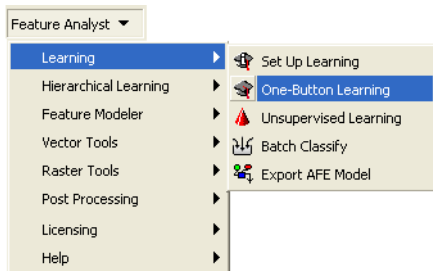 Feature Analyst
Learning
Hierarchical Learning
Feature Modeler
Vector Tools
Raster Tools
Post Processing
Licensing
Help
Set Up Learning
One-Button Learning
Unsupervised Learning
Batch Classify
Export AFE Model